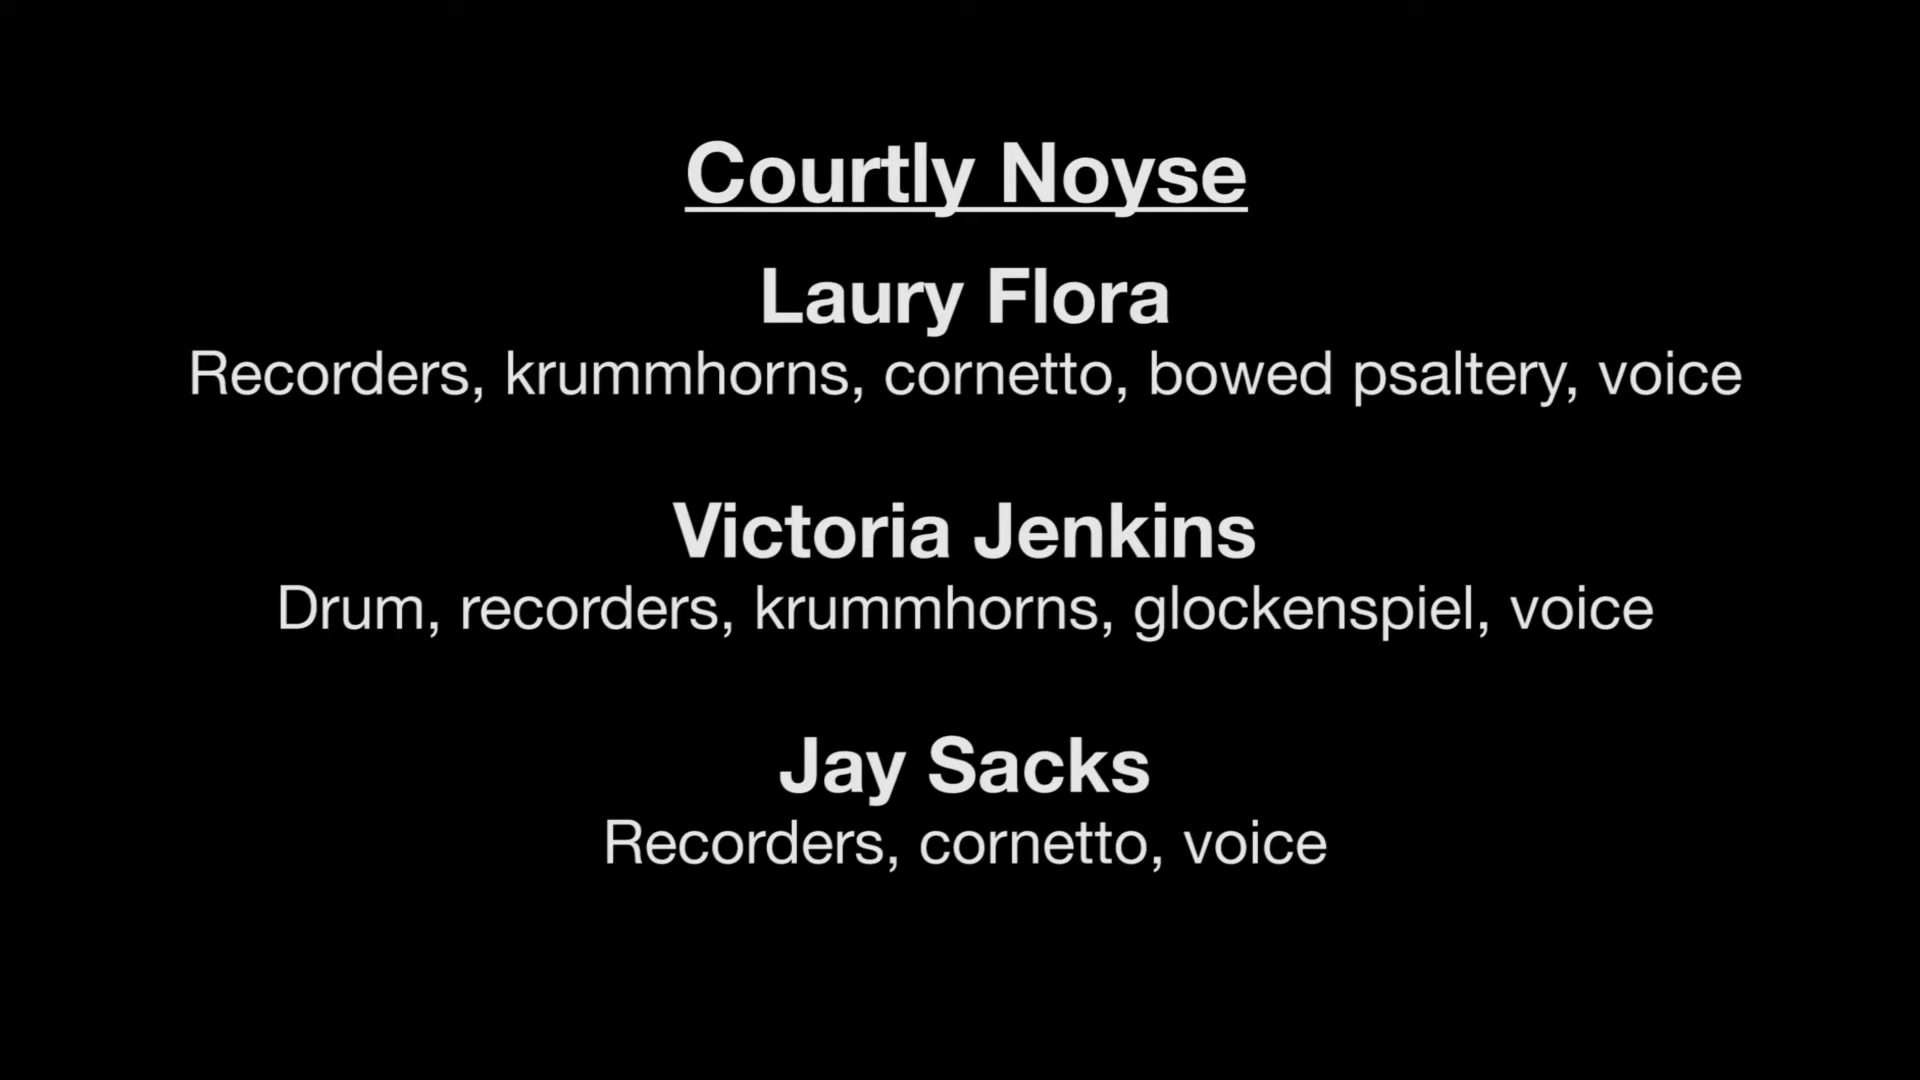 Courtly Noyse
Laury Flora
Recorders, krummhorns, cornetto, bowed psaltery, voice
Victoria Jenkins
Drum, recorders, krummhorns, glockenspiel, voice
Jay Sacks
Recorders, cornetto, voice